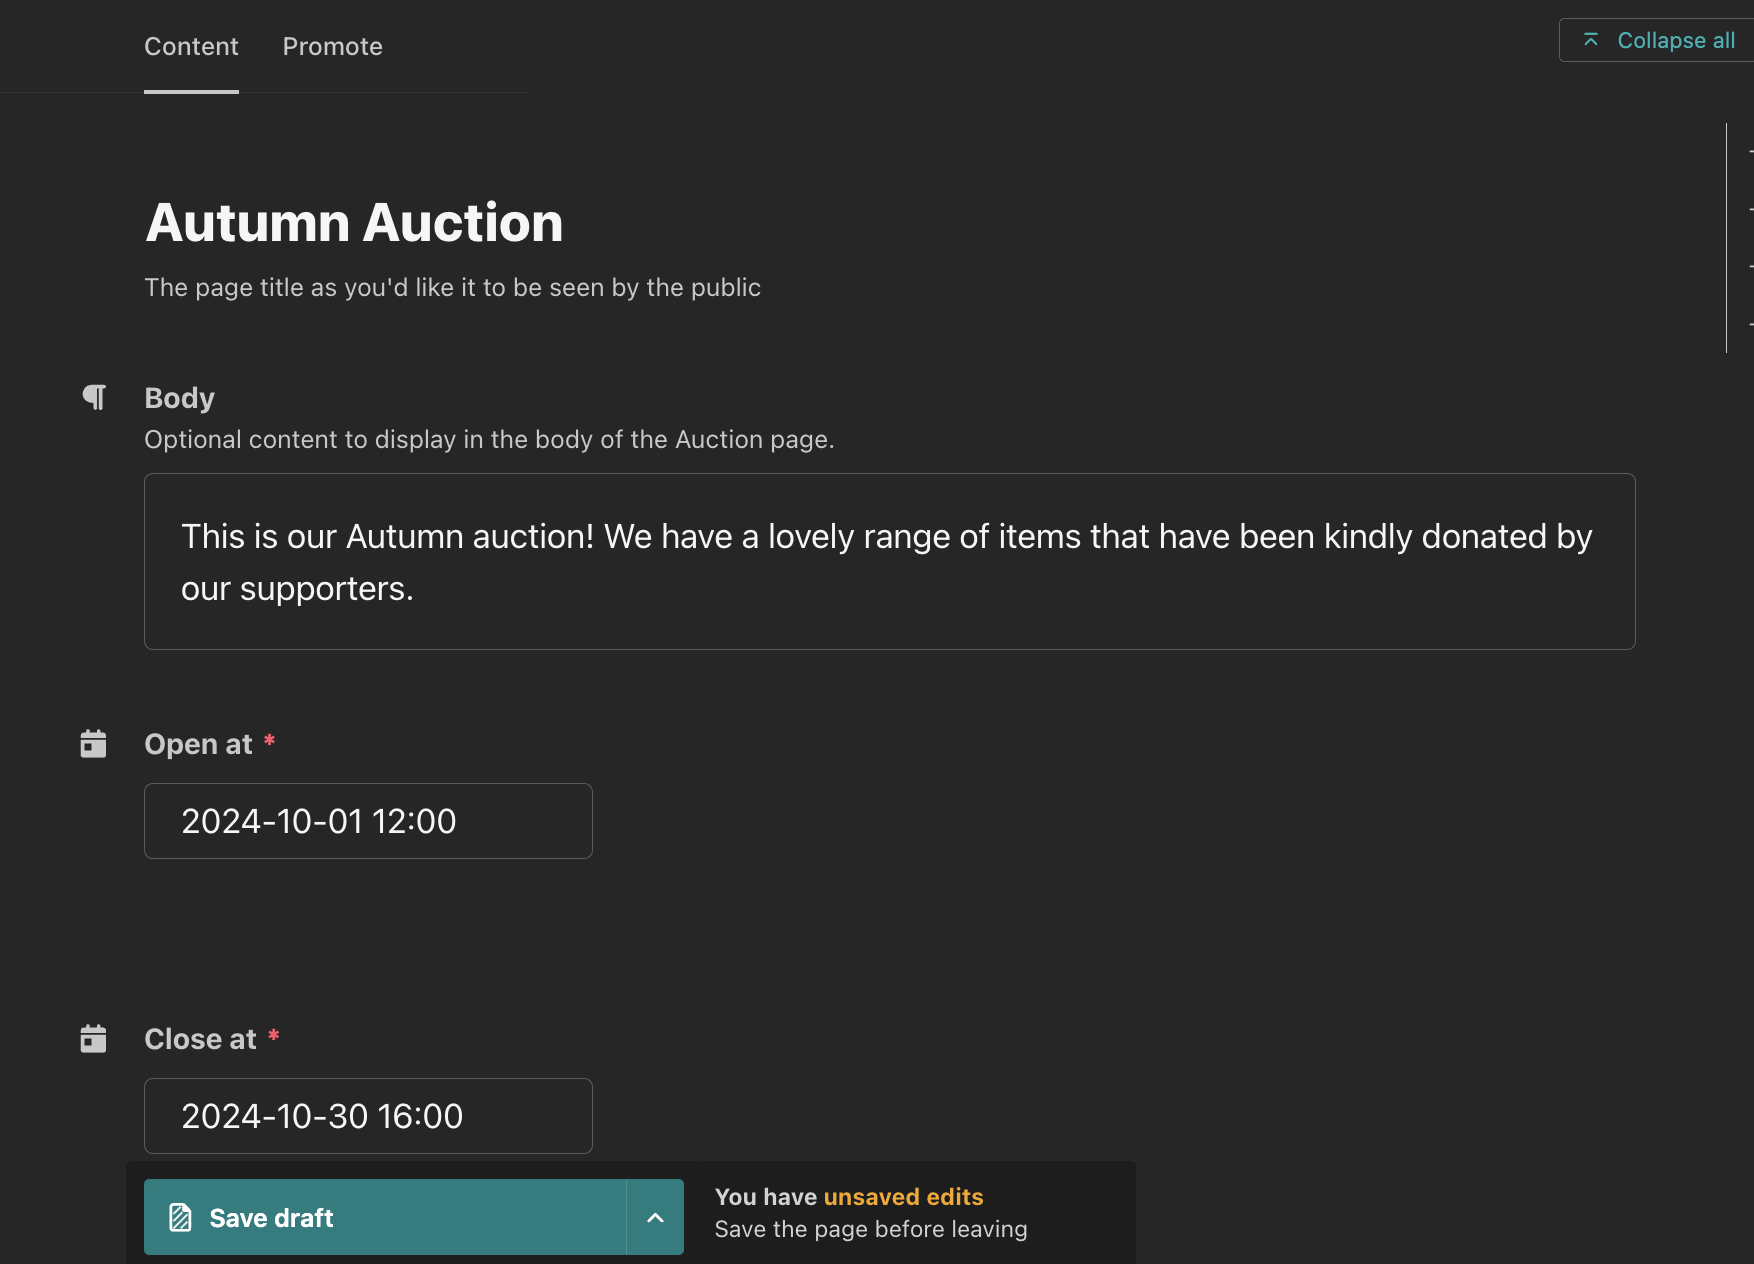 Content Promote
Collapse all
Autumn Auction
The page title as you'd like it to be seen by the public
Body
Optional content to display in the body of the Auction page.
This is our Autumn auction! We have a lovely range of items that have been kindly donated by
our supporters.
Open at *
2024-10-01 12:00
Close at *
2024-10-30 16:00
Save draft
You have unsaved edits
Save the page before leaving